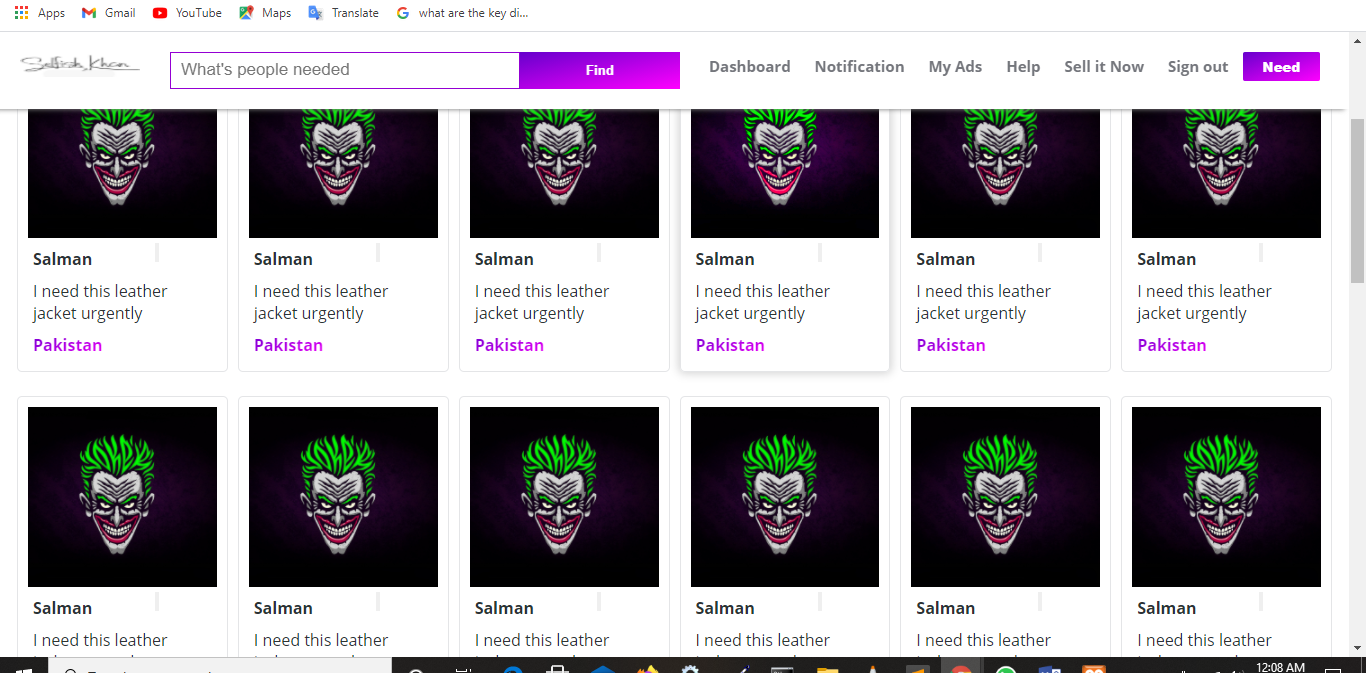 Apps Gmail YouTube Maps Translate what are the key di...
Selfish Khan What's people needed Find Dashboard Notification My Ads Help Sell it Now Sign out Need
Salman Salman Salman Salman Salman Salman
I need this leather I need this leather I need this leather I need this leather I need this leather I need this leather
jacket urgently jacket urgently jacket urgently jacket urgently jacket urgently jacket urgently
Pakistan Pakistan Pakistan Pakistan Pakistan Pakistan
Salman Salman Salman Salman Salman Salman
I need this leather I need this leather I need this leather I need this leather I need this leather I need this leather
12:08 AM